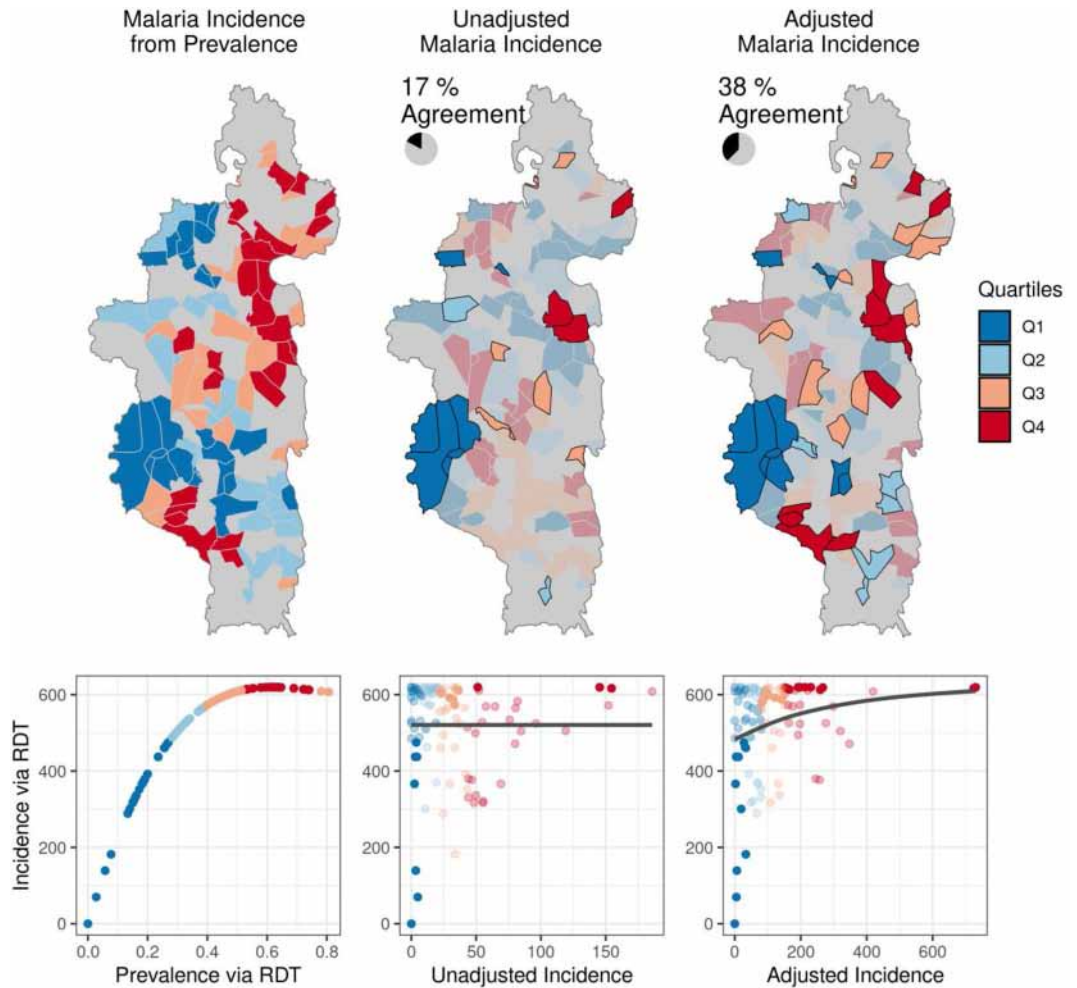 Malaria Incidence
from Prevalence
Unadjusted
Malaria Incidence
Adjusted
Malaria Incidence
17 %
Agreement
38 %
Agreement
Quartiles
Q1
Q2
Q3
Q4
Incidence via RDT
600
400
200
0
0.0 0.2 0.4 0.6 0.8
Prevalence via RDT
600
400
200
0
0 50 100 150
Unadjusted Incidence
600
400
200
0
0 200 400 600
Adjusted Incidence